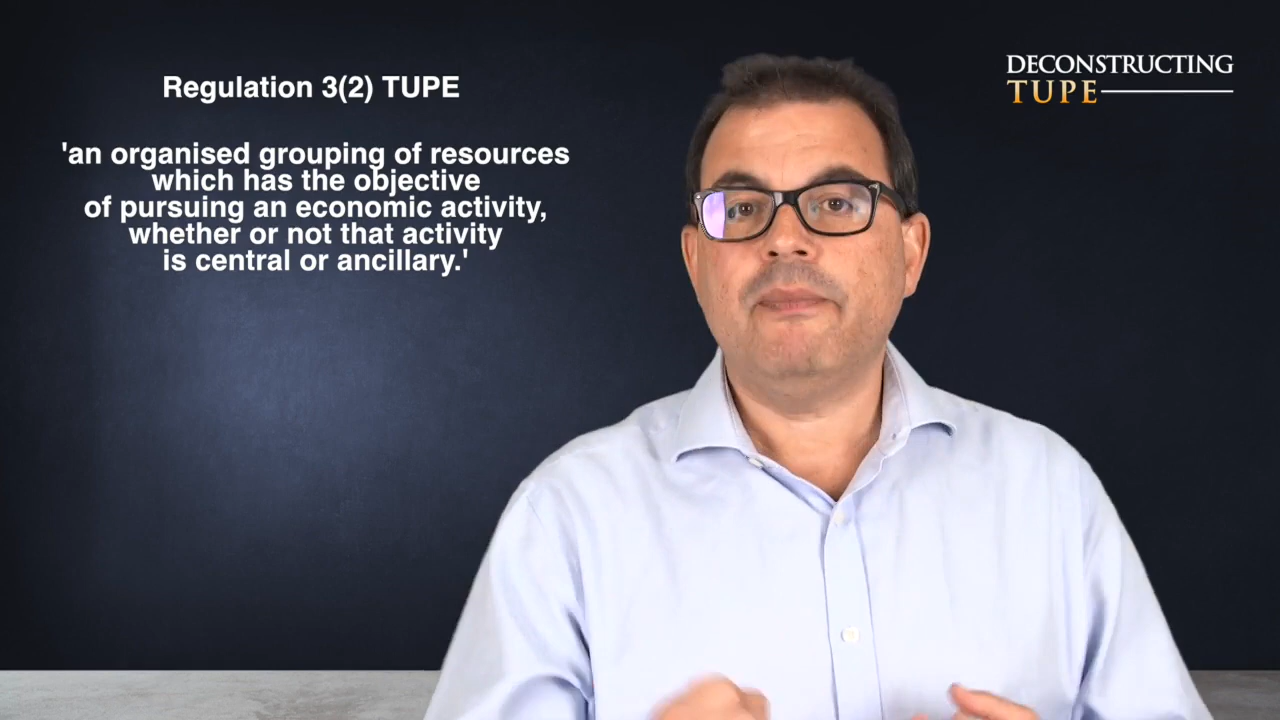 Regulation 3(2) TUPE
'an organised grouping of resources
which has the objective
of pursuing an economic activity,
whether or not that activity
is central or ancillary.'
DECONSTRUCTING
TUPE